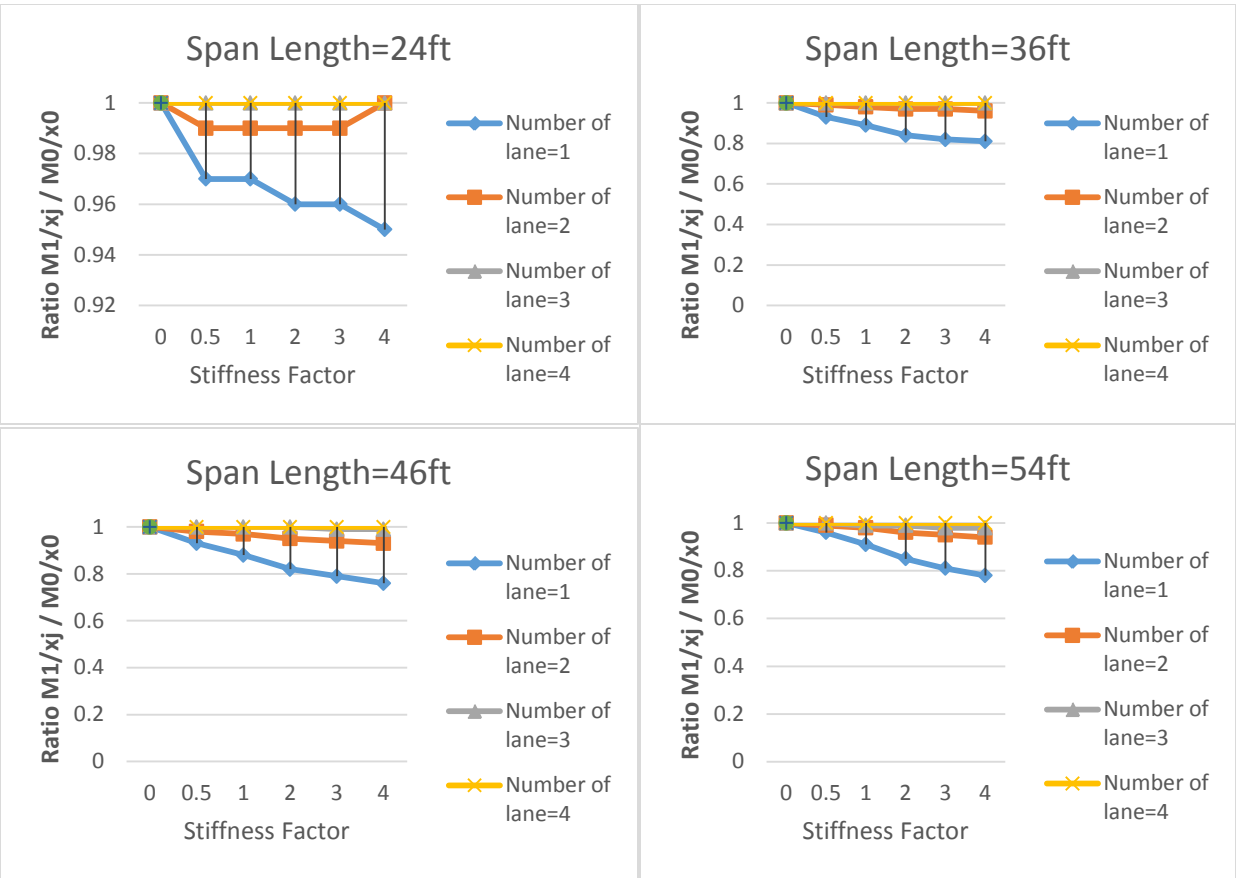 Span Length=24ft
Ratio M1/xj / M0/x0
1
0.98
0.96
0.94
0.92
0 0.5 1 2 3 4
Stiffness Factor
Number of
lane=1
Number of
lane=2
Number of
lane=3
Number of
lane=4
Span Length=36ft
Ratio M1/xj / M0/x0
1
0.8
0.6
0.4
0.2
0
0 0.5 1 2 3 4
Stiffness Factor
Number of
lane=1
Number of
lane=2
Number of
lane=3
Number of
lane=4
Span Length=46ft
Ratio M1/xj / M0/x0
1
0.8
0.6
0.4
0.2
0
0 0.5 1 2 3 4
Stiffness Factor
Number of
lane=1
Number of
lane=2
Number of
lane=3
Number of
lane=4
Span Length=54ft
Ratio M1/xj / M0/x0
1
0.8
0.6
0.4
0.2
0
0 0.5 1 2 3 4
Stiffness Factor
Number of
lane=1
Number of
lane=2
Number of
lane=3
Number of
lane=4